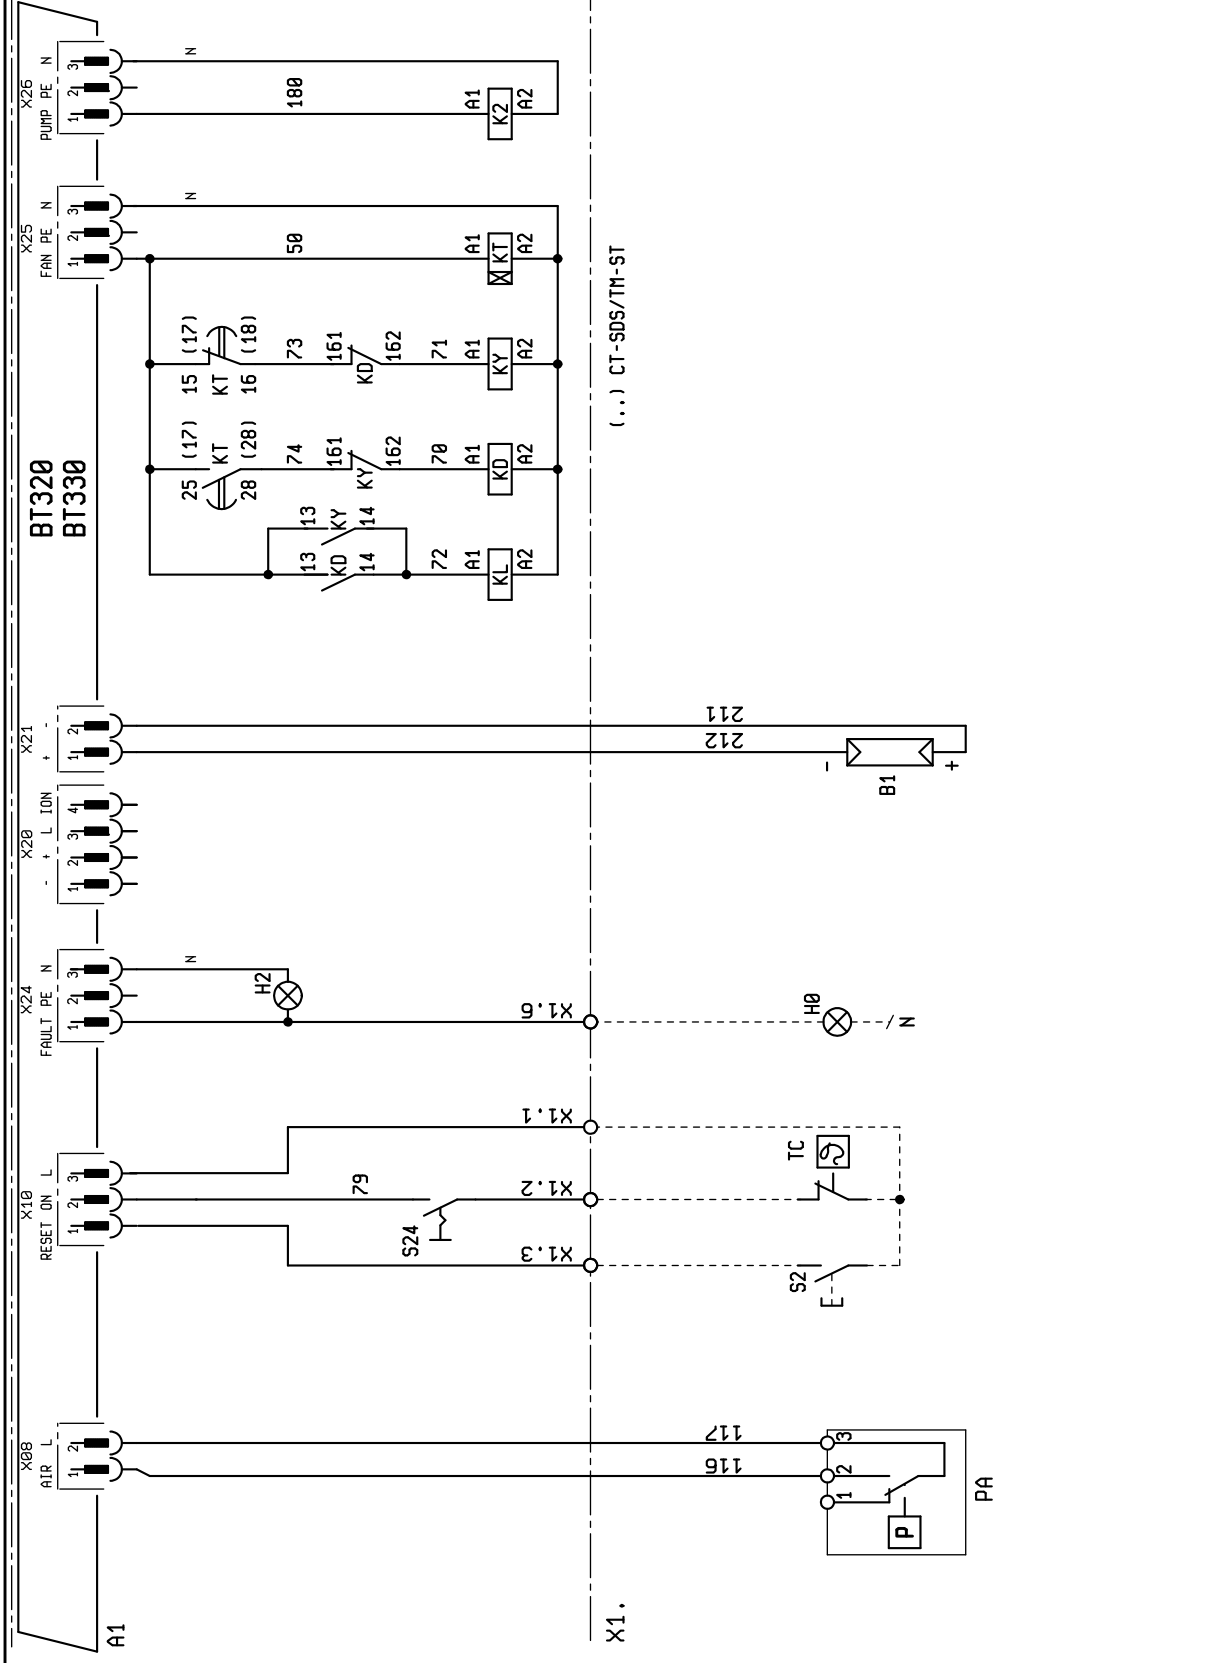 BT320
BT330
X08
AIR L
1 2
X10
RESET ON L
1 2 3
X24
FAULT PE N
1 2 3
X20
- + L ION
1 2 3 4
X21
+ -
1 2
X25
FAN PE N
1 2 3
X26
PUMP PE N
1 2 3
A1
N
N
N
H2
25 (17)
KT
28 (28)
15 (17)
KT
16 (18)
79
72
74
73
50
180
13
KD
14
13
KY
14
161
KY
162
161
KD
162
70
71
S24
A1
KL
A2
A1
KD
A2
A1
KY
A2
A1
KT
A2
A1
K2
A2
X1.3
X1.2
X1.1
X1.6
X1.
(..) CT-SDS/TM-ST
116
117
212
211
S2
TC
H0
N
-
B1
+
1 2 3
P
PA